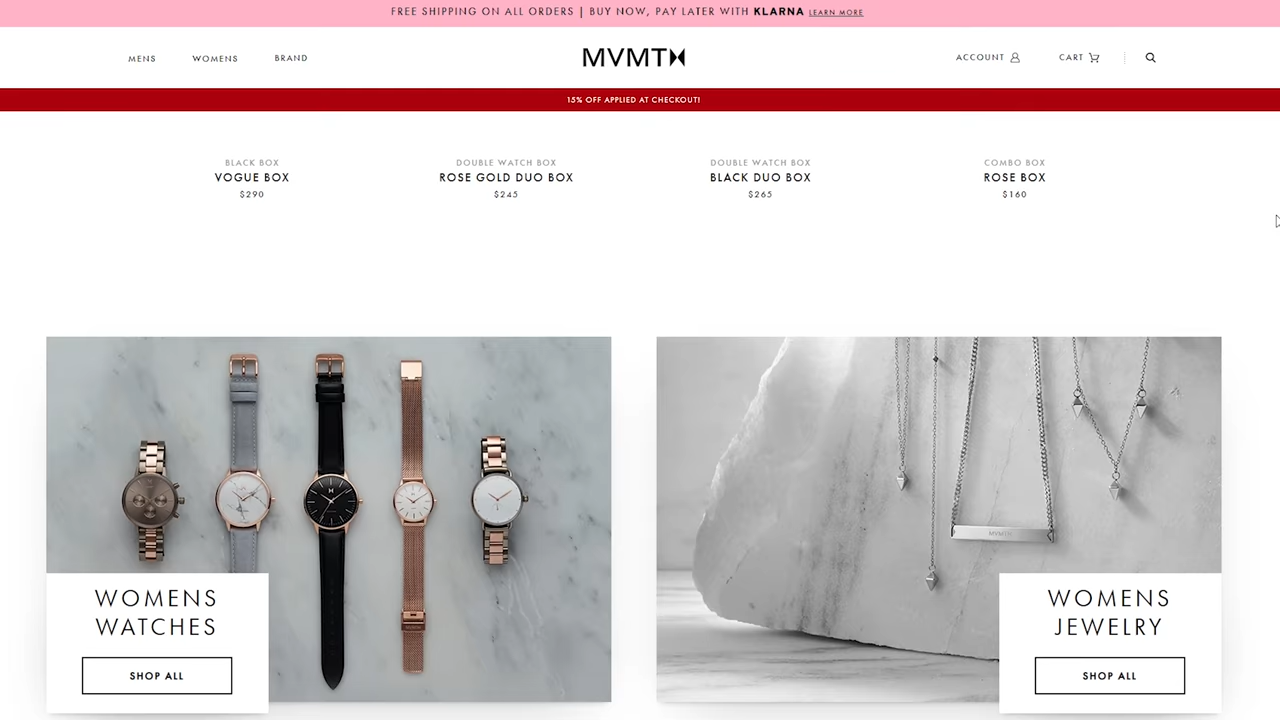 FREE SHIPPING ON ALL ORDERS | BUY NOW, PAY LATER WITH KLARNA LEARN MORE
MENS WOMENS BRAND MVMT ACCOUNT CART
15% OFF APPLIED AT CHECKOUT!
BLACK BOX DOUBLE WATCH BOX DOUBLE WATCH BOX COMBO BOX
VOGUE BOX ROSE GOLD DUO BOX BLACK DUO BOX ROSE BOX
$290 $245 $265 $160
MVMT
WOMENS
WATCHES
SHOP ALL
WOMENS
JEWELRY
SHOP ALL